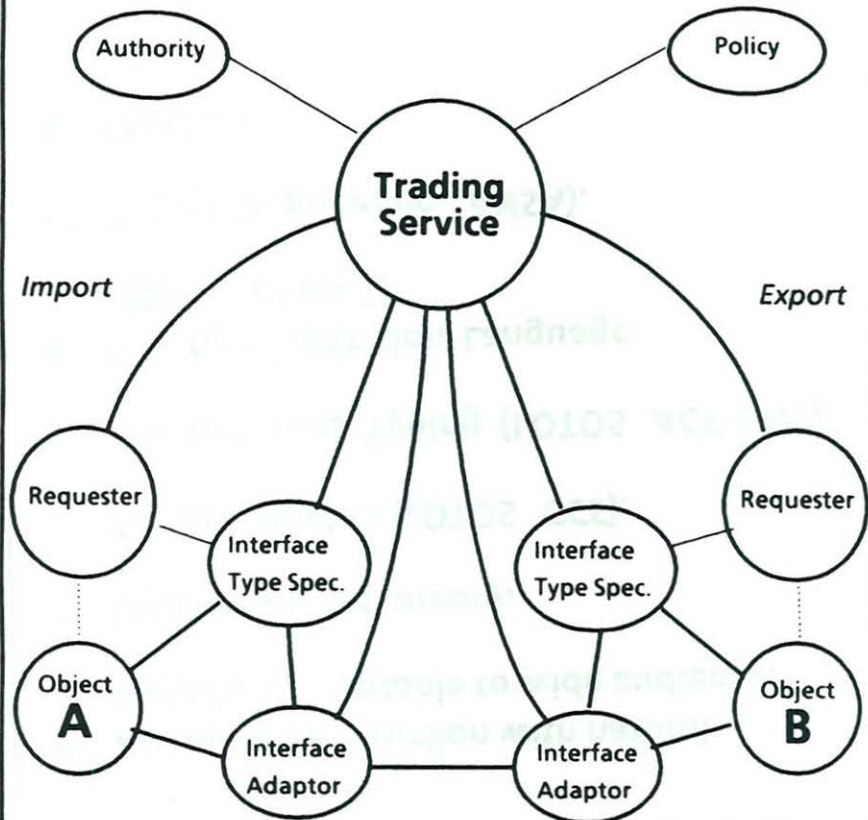 Authority
Policy
Trading
Service
Import
Export
Requester
Requester
Interface
Type Spec.
Interface
Type Spec.
Object
A
Object
B
Interface
Adaptor
Interface
Adaptor